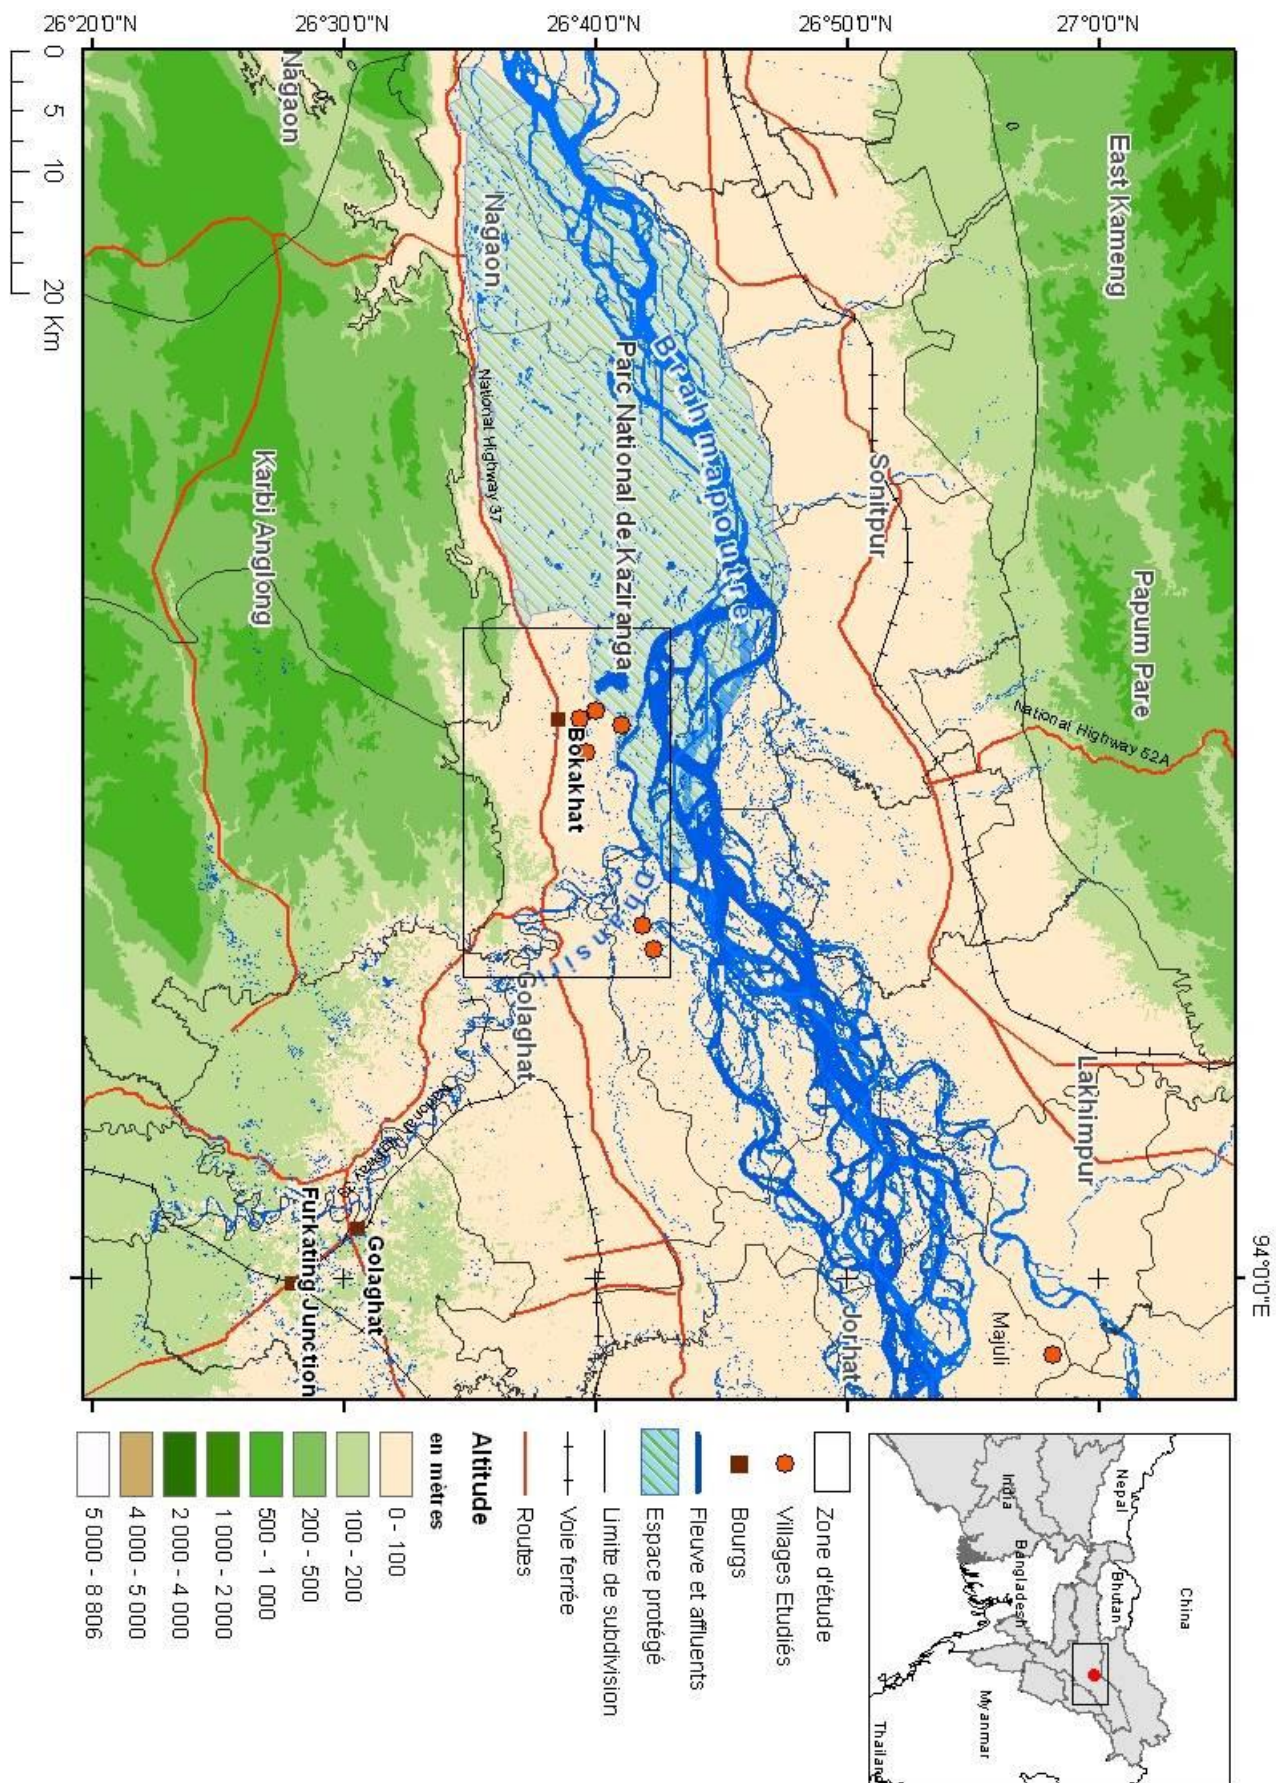 94°0'0"E
27°0'0"N
26°50'0"N
26°40'0"N
26°30'0"N
26°20'0"N
East Kameng
Papum Pare
National Highway 52A
Lakhimpur
Sonitpur
Majuli
Jorhat
Brahmapoutre
Parc National de Kaziranga
Dhansiri
Nagaon
National Highway 37
Bokakhat
Golaghat
Nagaon
Karbi Anglong
National Highway
Golaghat
Furkating Junction
0 5 10 20 Km
China
Nepal
Bhutan
India
Bangladesh
Myanmar
Thailand
Zone d'étude
Villages Etudiés
Bourgs
Fleuve et affluents
Espace protégé
Limite de subdivision
Voie ferrée
Routes
Altitude
en mètres
0 - 100
100 - 200
200 - 500
500 - 1 000
1 000 - 2 000
2 000 - 4 000
4 000 - 5 000
5 000 - 8 806